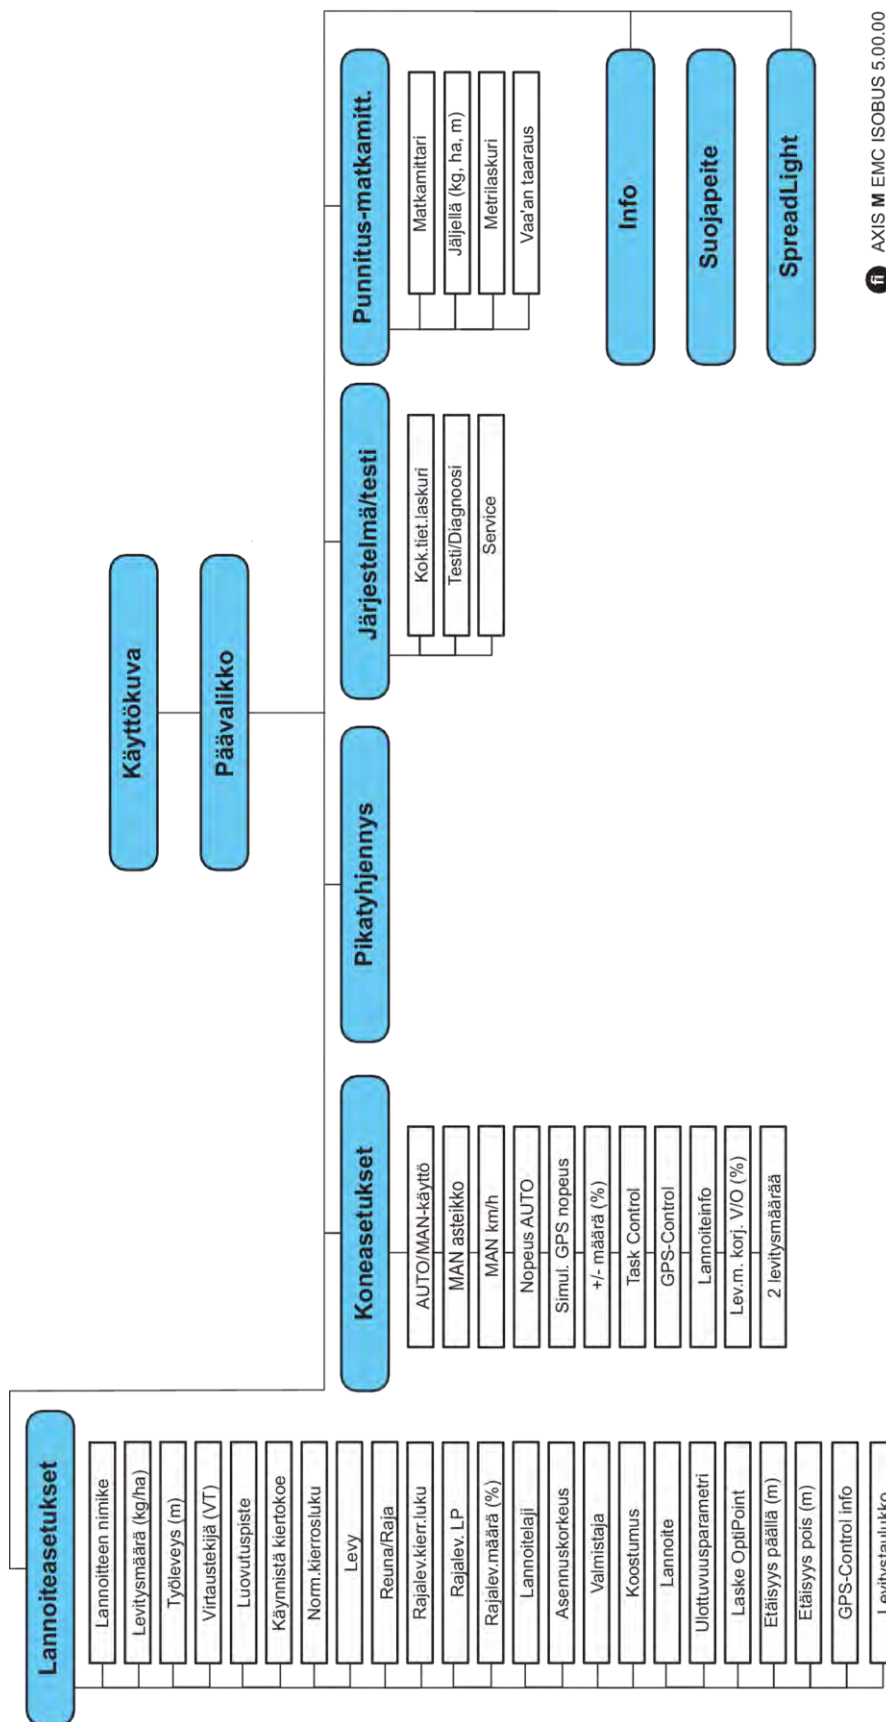 Käyttökuva
Päävalikko
Lannoiteasetukset
Lannoitteen nimike
Levitysmäärä (kg/ha)
Työleveys (m)
Virtaustekijä (VT)
Luovutuspiste
Käynnistä kiertokoe
Norm.kierrosluku
Levy
Reuna/Raja
Rajalev.kierr.luku
Rajalev. LP
Rajalev.määrä (%)
Lannoitelaji
Asennuskorkeus
Valmistaja
Koostumus
Lannoite
Ulottuvuusparametri
Laske OptiPoint
Etäisyys päällä (m)
Etäisyys pois (m)
GPS-Control info
Levitystaulukko
Koneasetukset
AUTO/MAN-käyttö
MAN asteikko
MAN km/h
Nopeus AUTO
Simul. GPS nopeus
+/- määrä (%)
Task Control
GPS-Control
Lannoiteinfo
Lev.m. korj. V/O (%)
2 levitysmäärää
Pikatyhjennys
Järjestelmä/testi
Kok.tiet.laskuri
Testi/Diagnoosi
Service
Punnitus-matkamitt.
Matkamittari
Jäljellä (kg, ha, m)
Metrilaskuri
Vaa'an taaraus
Info
Suojapeite
SpreadLight
fi AXIS M EMC ISOBUS 5.00.00